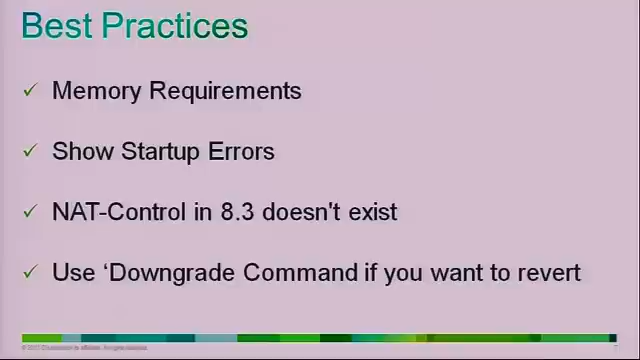 Best Practices
✓ Memory Requirements
✓ Show Startup Errors
✓ NAT-Control in 8.3 doesn't exist
✓ Use ‘Downgrade Command if you want to revert